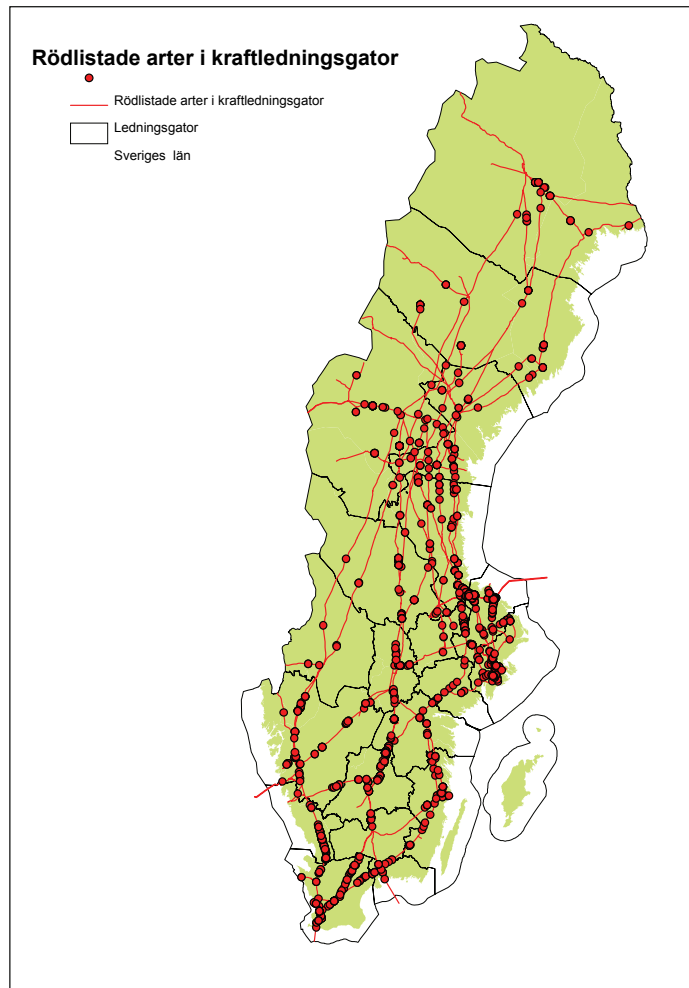 Rödlistade arter i kraftledningsgator
Rödlistade arter i kraftledningsgator
Ledningsgator
Sveriges län